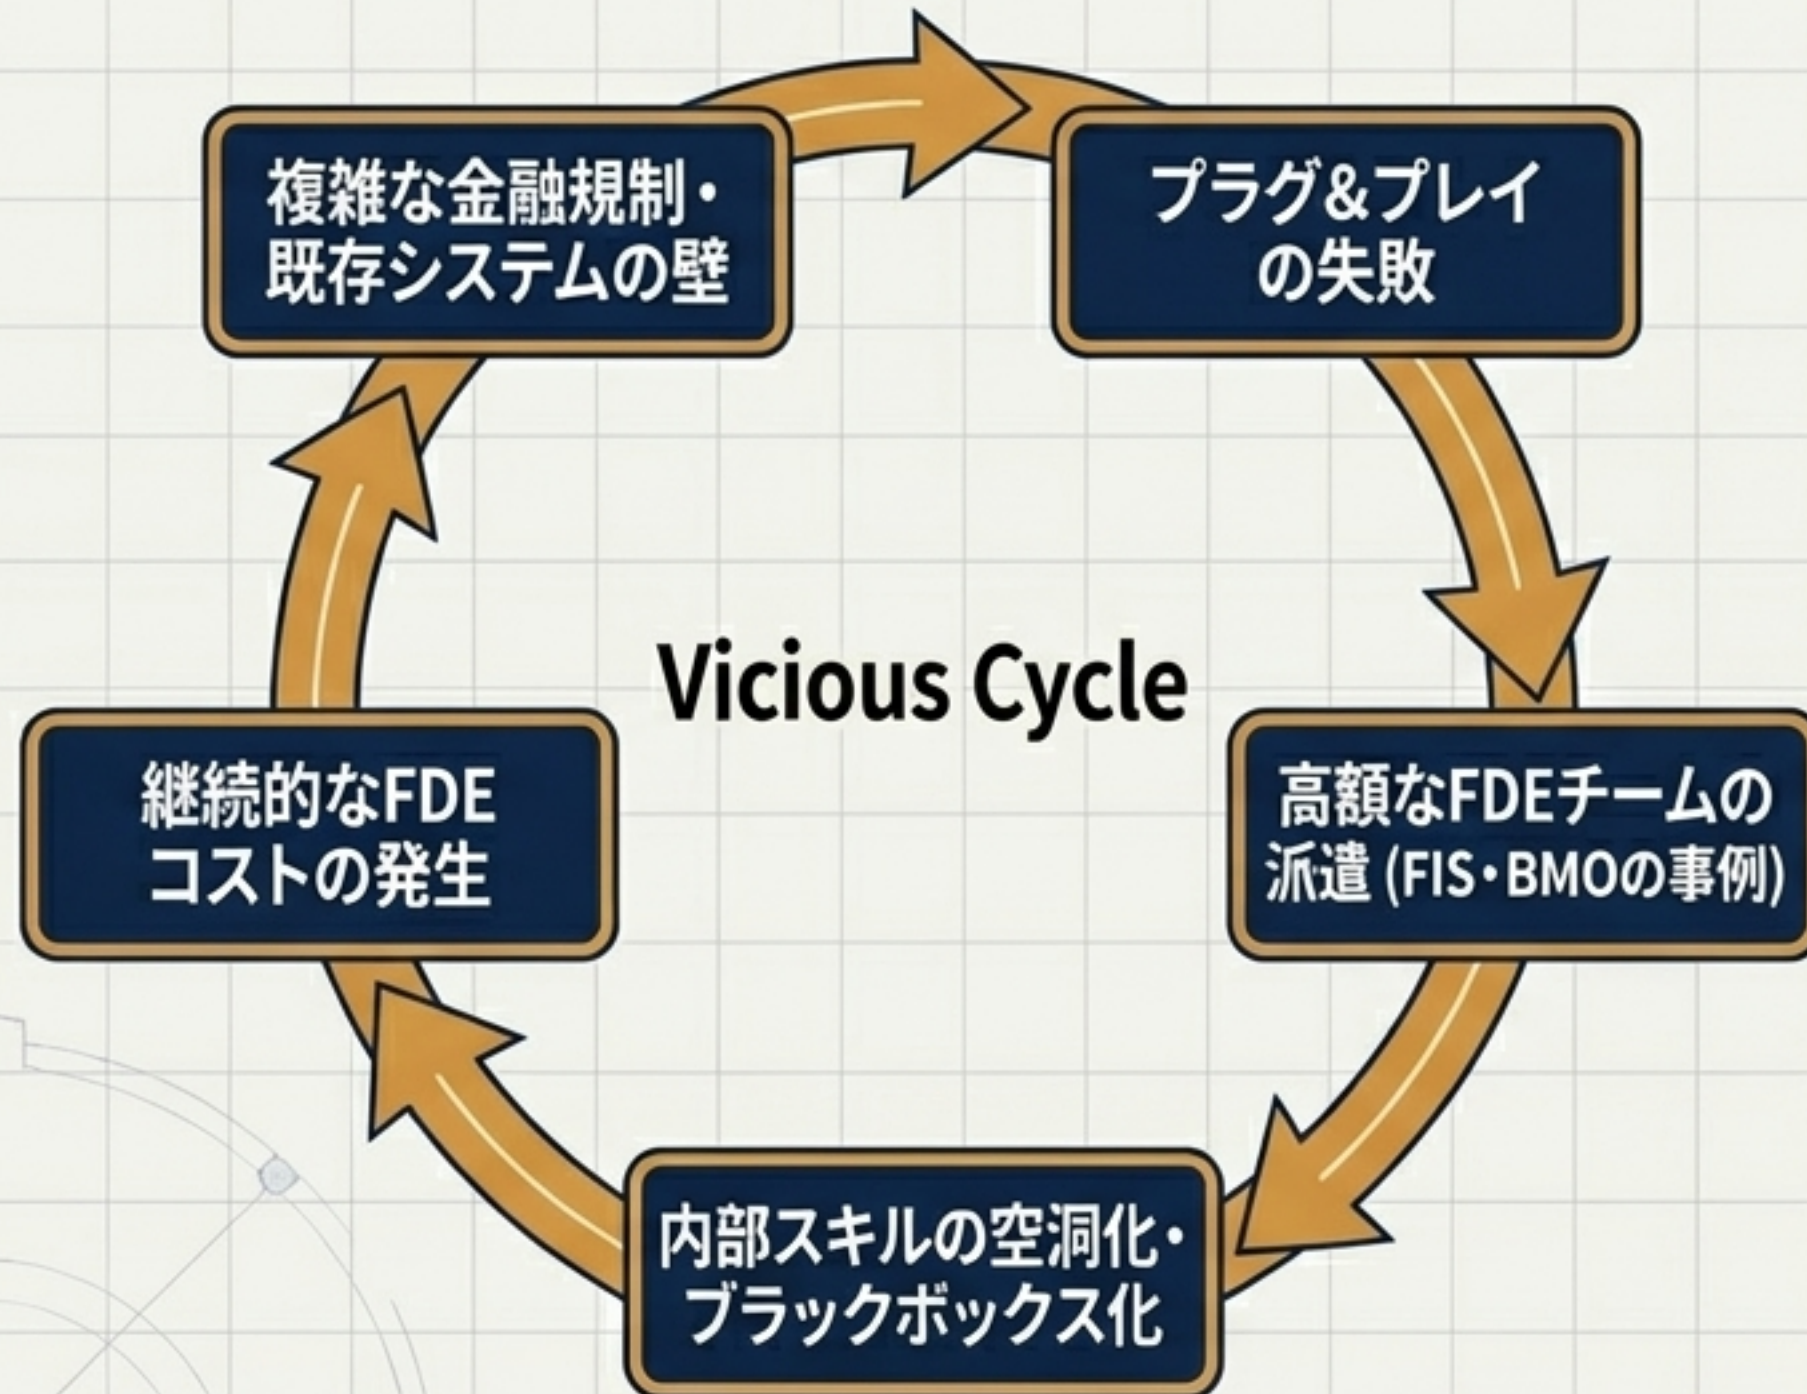 複雑な金融規制・
既存システムの壁
プラグ&プレイ
の失敗
Vicious Cycle
継続的なFDE
コストの発生
高額なFDEチームの
派遣 (FIS・BMOの事例)
内部スキルの空洞化・
ブラックボックス化